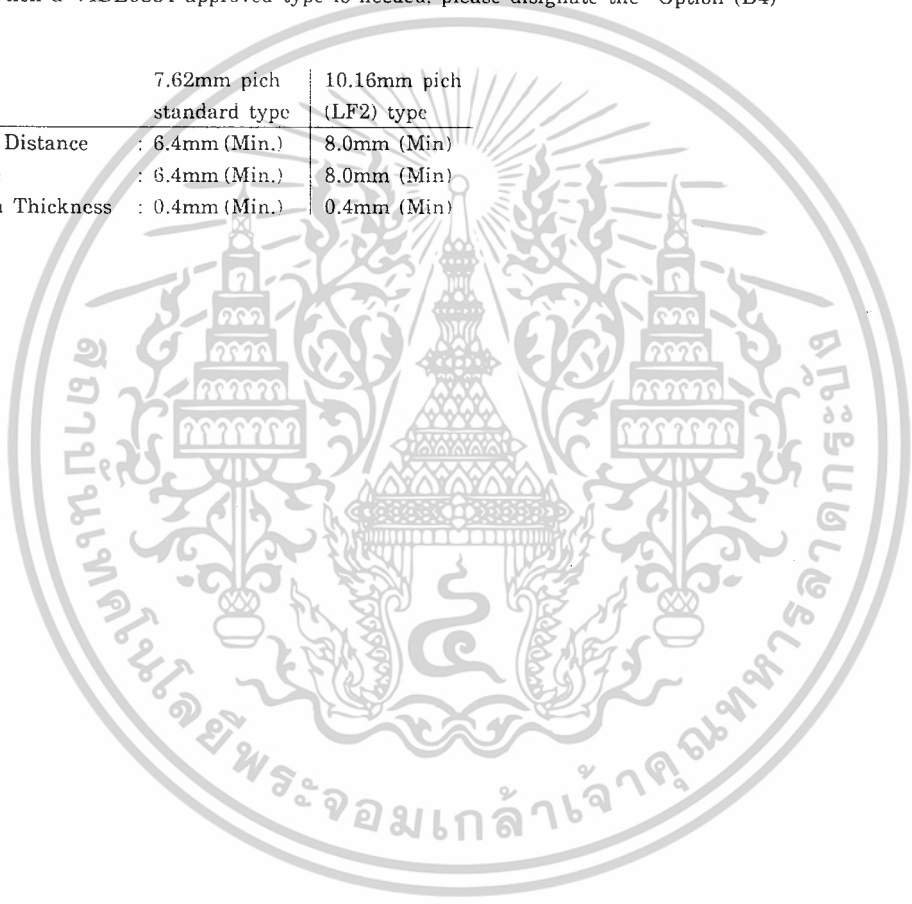 approved type is needed, please disignate the "Option (D4)
7.62mm pich 10.16mm pich
standard type (LF2) type
Distance : 6.4mm (Min.) 8.0mm (Min)
: 6.4mm (Min.) 8.0mm (Min)
Thickness : 0.4mm (Min.) 0.4mm (Min)
สถาบันเทคโนโลยีพระจอมเกล้าเจ้าคุณทหารลาดกระบัง